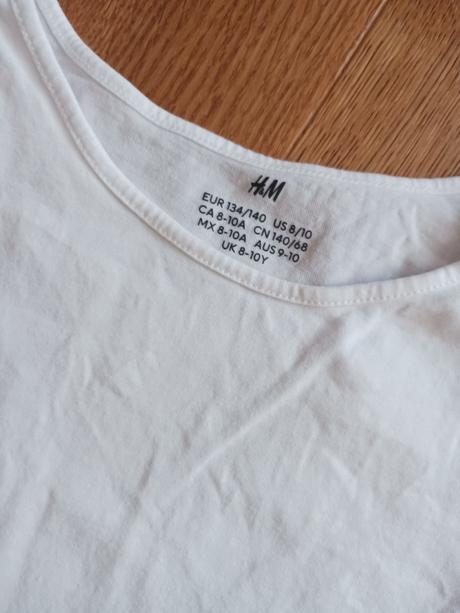 H&M
EUR 134/140 US 8/10
CA 8-10A CN 140/68
MX 8-10A AUS 9-10
UK 8-10Y